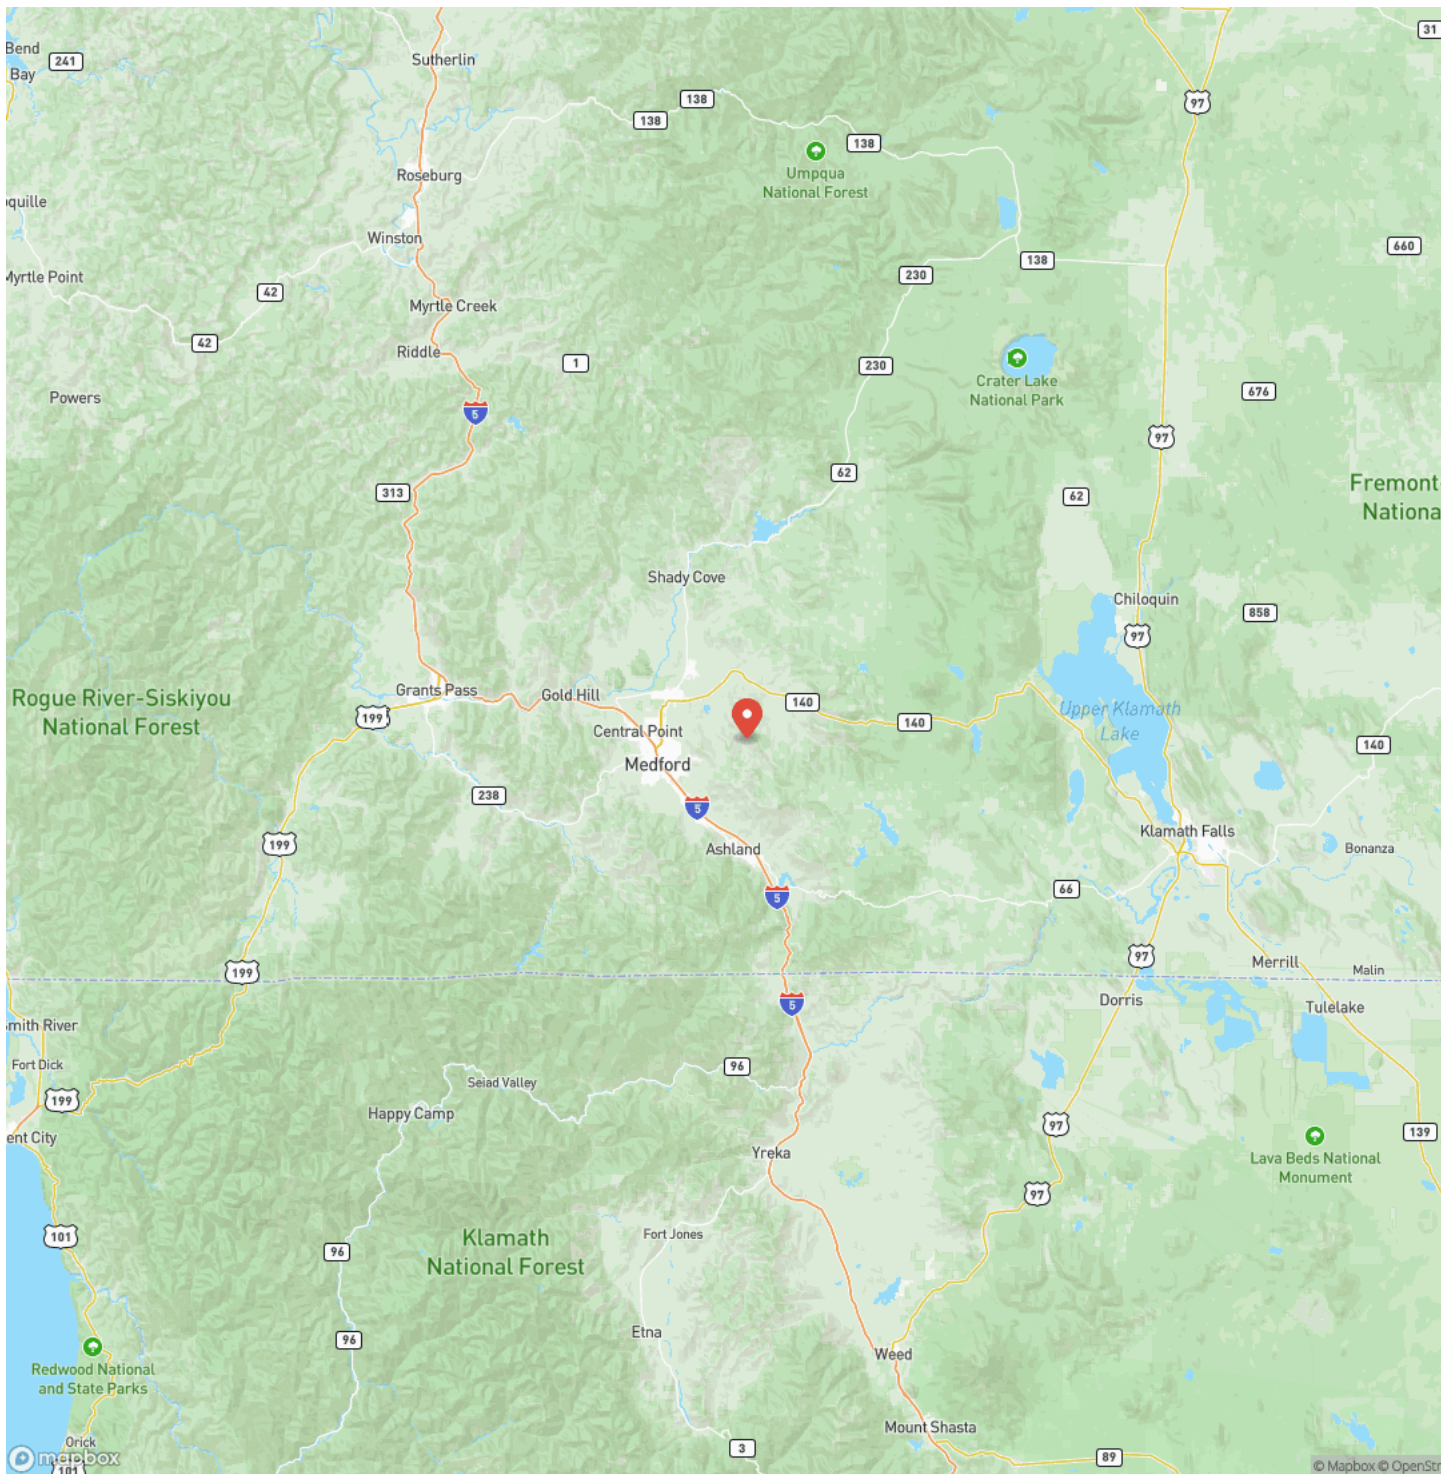 Bend
Bay
241
Sutherlin
31
138
138
97
138
Umpqua
National Forest
Roseburg
oquille
Winston
660
138
230
Myrtle Point
42
Myrtle Creek
42
Riddle
1
230
Crater Lake
National Park
676
Powers
5
97
62
313
62
Fremont
Nationa
Shady Cove
Chiloquin
858
97
Rogue River-Siskiyou
National Forest
Grants Pass
Gold Hill
140
199
140
Upper Klamath
Lake
Central Point
140
Medford
238
5
199
Klamath Falls
Ashland
Bonanza
66
5
97
199
Merrill
Malin
Dorris
5
Tulelake
Smith River
Fort Dick
96
Seiad Valley
199
Happy Camp
97
139
ent City
Yreka
Lava Beds National
Monument
97
101
Klamath
National Forest
Fort Jones
96
Etna
96
Weed
Redwood National
and State Parks
Mount Shasta
Orick
3
89
mapbox
101
© Mapbox © OpenStr